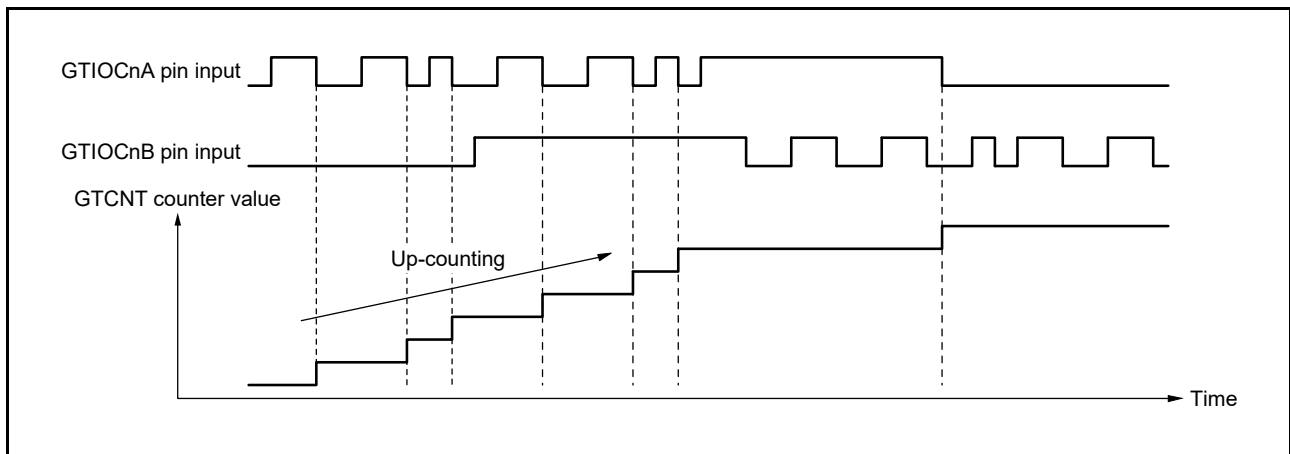 GTIOCnA pin input
GTIOCnB pin input
GTCNT counter value
Up-counting
Time